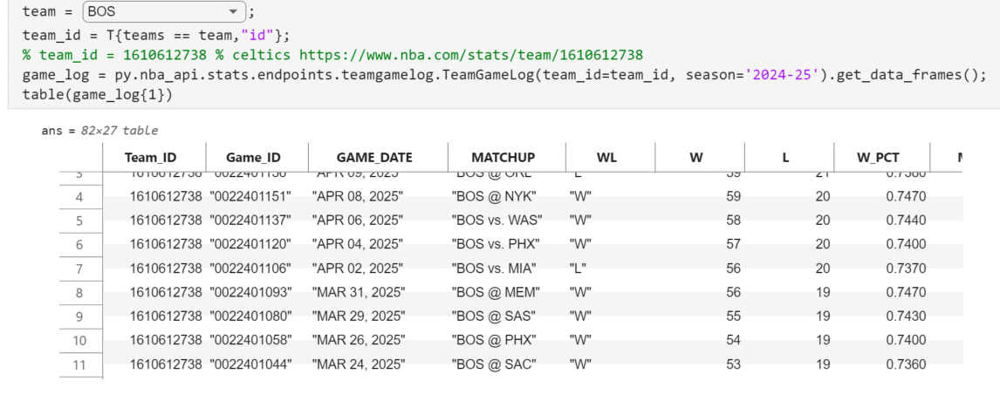 team = BOS ;
team_id = T{teams == team,"id"};
% team_id = 1610612738 % celtics https://www.nba.com/stats/team/1610612738
game_log = py.nba_api.stats.endpoints.teamgamelog.TeamGameLog(team_id=team_id, season='2024-25').get_data_frames();
table(game_log{1})
ans = 82×27 table
Team_ID Game_ID GAME_DATE MATCHUP WL W L W_PCT
3 1610612738 "0022401156" "APR 09, 2025" "BOS @ ORL" "L" 59 21 0.7380
4 1610612738 "0022401151" "APR 08, 2025" "BOS @ NYK" "W" 59 20 0.7470
5 1610612738 "0022401137" "APR 06, 2025" "BOS vs. WAS" "W" 58 20 0.7440
6 1610612738 "0022401120" "APR 04, 2025" "BOS vs. PHX" "W" 57 20 0.7400
7 1610612738 "0022401106" "APR 02, 2025" "BOS vs. MIA" "L" 56 20 0.7370
8 1610612738 "0022401093" "MAR 31, 2025" "BOS @ MEM" "W" 56 19 0.7470
9 1610612738 "0022401080" "MAR 29, 2025" "BOS @ SAS" "W" 55 19 0.7430
10 1610612738 "0022401058" "MAR 26, 2025" "BOS @ PHX" "W" 54 19 0.7400
11 1610612738 "0022401044" "MAR 24, 2025" "BOS @ SAC" "W" 53 19 0.7360